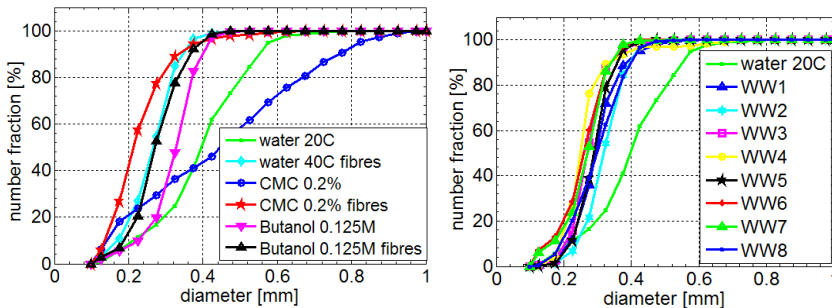 number fraction [%]
100
80
60
40
20
0
water 20C
water 40C fibres
CMC 0.2%
CMC 0.2% fibres
Butanol 0.125M
Butanol 0.125M fibres
0 0.2 0.4 0.6 0.8 1
diameter [mm]
number fraction [%]
100
80
60
40
20
0
water 20C
WW1
WW2
WW3
WW4
WW5
WW6
WW7
WW8
0 0.2 0.4 0.6 0.8 1
diameter [mm]